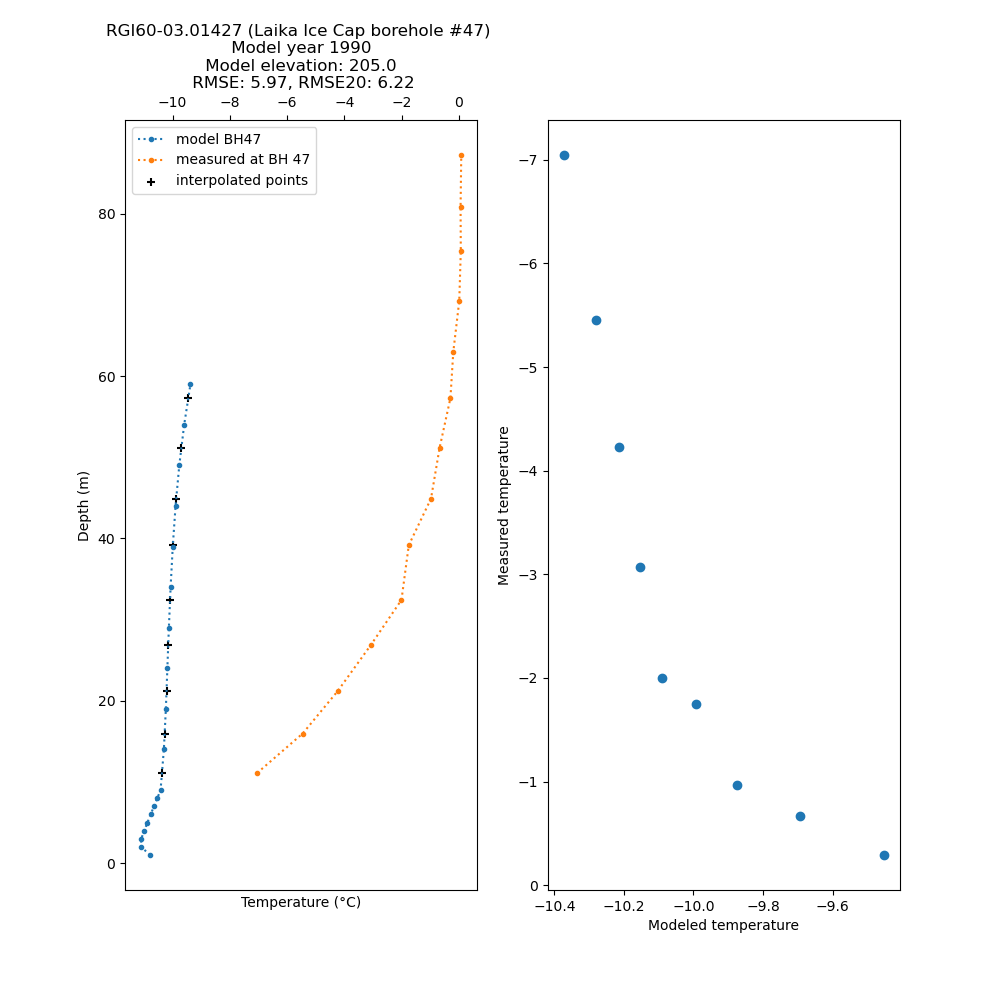 RGI60-03.01427 (Laika Ice Cap borehole #47)
Model year 1990
Model elevation: 205.0
RMSE: 5.97, RMSE20: 6.22
−10 −8 −6 −4 −2 0
model BH47
measured at BH 47
interpolated points
80
60
40
20
0
Depth (m)
Temperature (°C)
−7
−6
−5
−4
−3
−2
−1
0
Measured temperature
−10.4 −10.2 −10.0 −9.8 −9.6
Modeled temperature